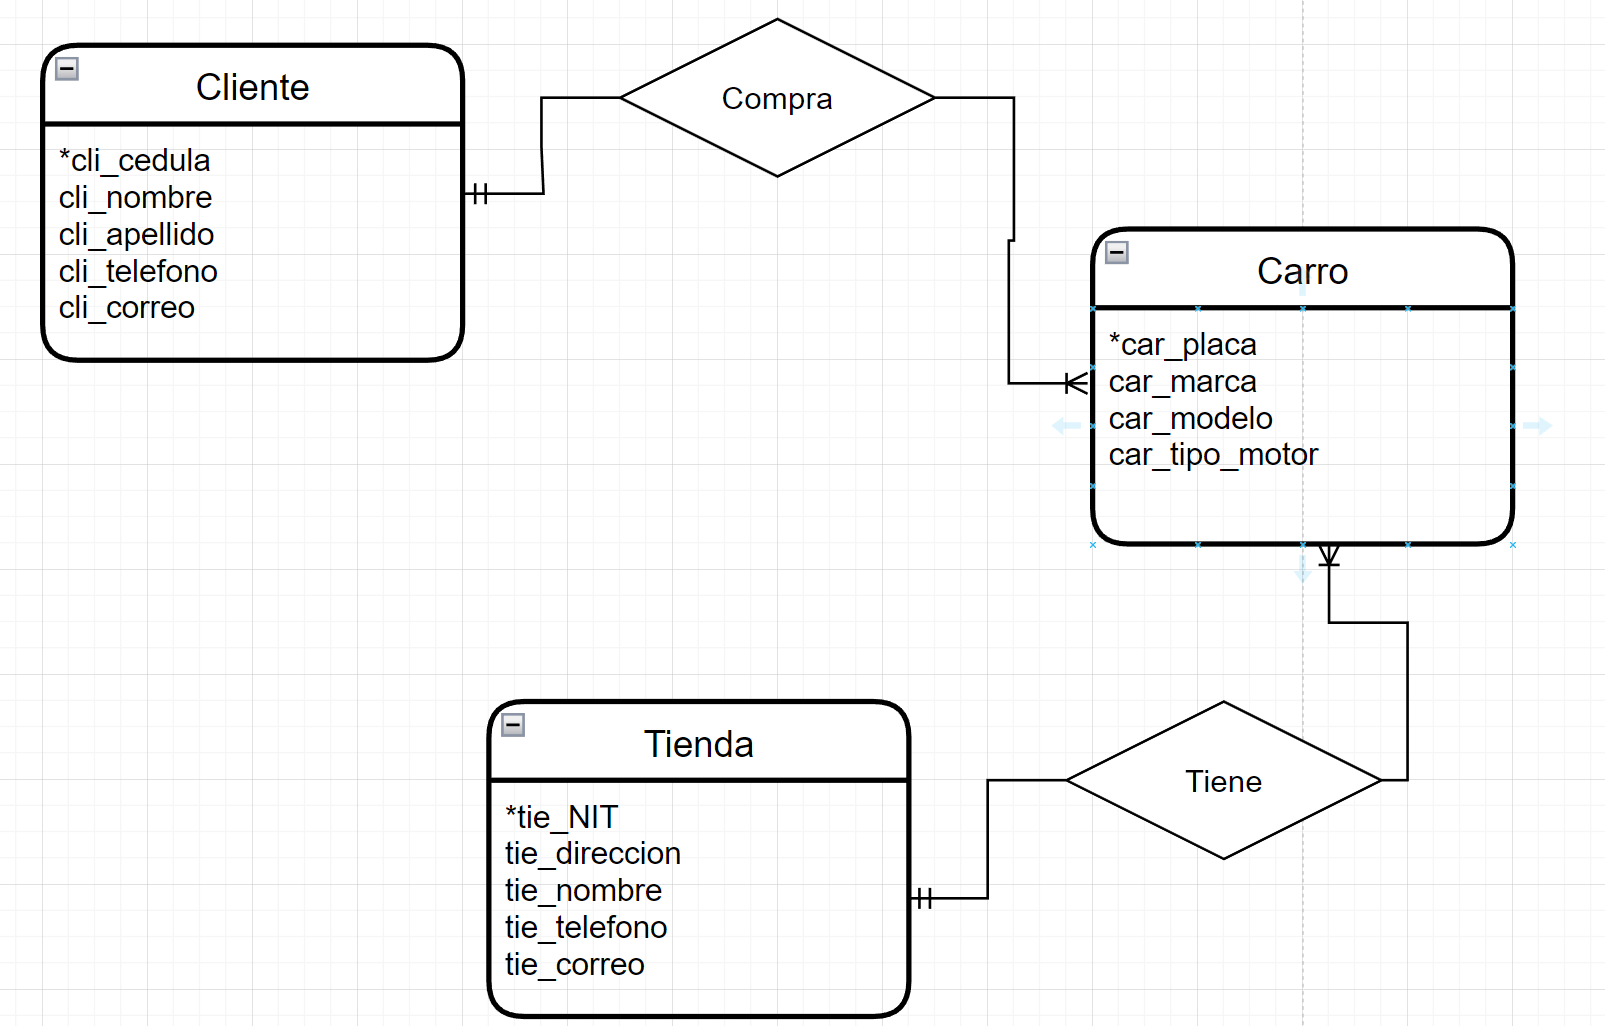 Cliente
*cli_cedula
cli_nombre
cli_apellido
cli_telefono
cli_correo
Compra
Carro
*car_placa
car_marca
car_modelo
car_tipo_motor
Tienda
*tie_NIT
tie_direccion
tie_nombre
tie_telefono
tie_correo
Tiene